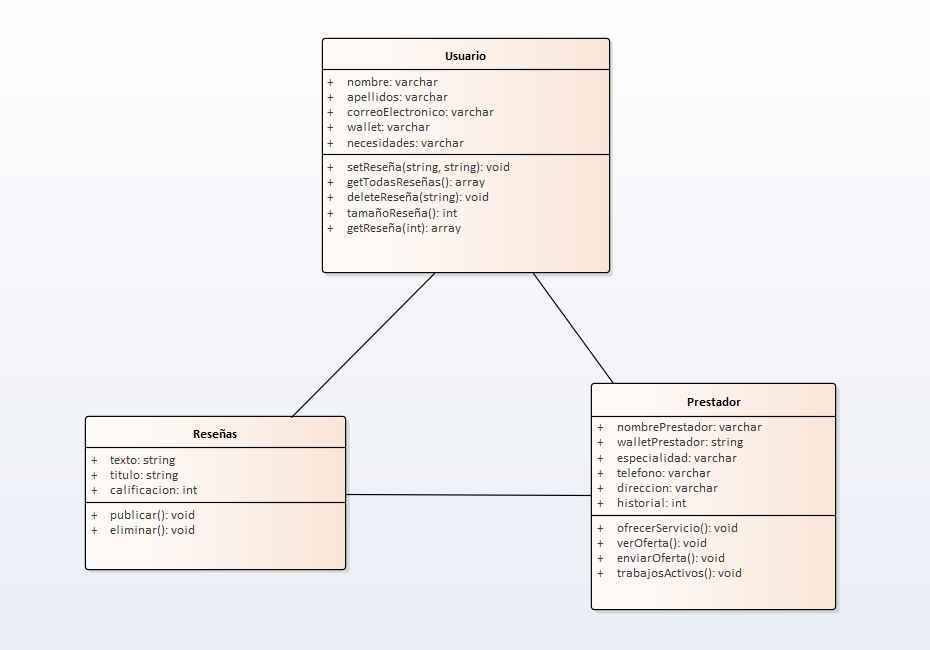 Usuario
+ nombre: varchar
+ apellidos: varchar
+ correoElectronico: varchar
+ wallet: varchar
+ necesidades: varchar
+ setReseña(string, string): void
+ getTodasReseñas(): array
+ deleteReseña(string): void
+ tamañoReseña(): int
+ getReseña(int): array
Reseñas
+ texto: string
+ titulo: string
+ calificacion: int
+ publicar(): void
+ eliminar(): void
Prestador
+ nombrePrestador: varchar
+ walletPrestador: string
+ especialidad: varchar
+ telefono: varchar
+ direccion: varchar
+ historial: int
+ ofrecerServicio(): void
+ verOferta(): void
+ enviarOferta(): void
+ trabajosActivos(): void